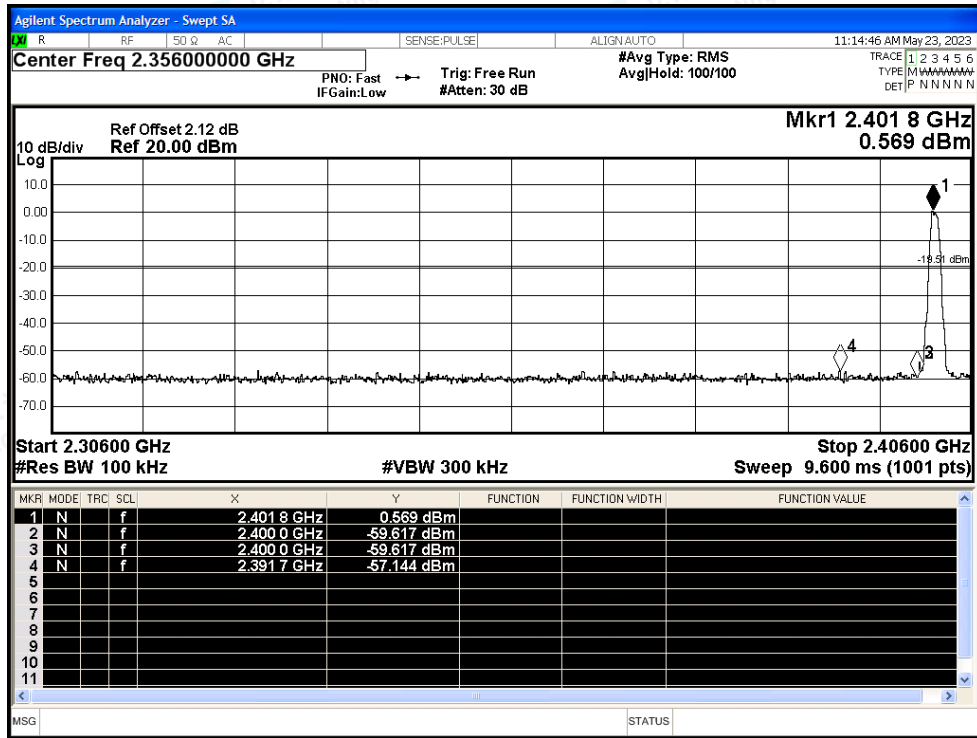 Agilent Spectrum Analyzer - Swept SA
LXI R RF 50 Ω AC SENSE:PULSE ALIGN AUTO 11:14:46 AM May 23, 2023
Center Freq 2.356000000 GHz
PNO: Fast
IFGain:Low
Trig: Free Run
#Atten: 30 dB
#Avg Type: RMS
Avg|Hold: 100/100
TRACE 1 2 3 4 5 6
TYPE M
DET P N N N N N
Mkr1 2.401 8 GHz
0.569 dBm
Ref Offset 2.12 dB
10 dB/div Ref 20.00 dBm
Log
10.0
0.00
-10.0
-20.0
-30.0
-40.0
-50.0
-60.0
-70.0
1
-19.51 dBm
4
3
Start 2.30600 GHz Stop 2.40600 GHz
#Res BW 100 kHz #VBW 300 kHz Sweep 9.600 ms (1001 pts)
MKR MODE TRC SCL X Y FUNCTION FUNCTION WIDTH FUNCTION VALUE
1 N f 2.401 8 GHz 0.569 dBm
2 N f 2.400 0 GHz -59.617 dBm
3 N f 2.400 0 GHz -59.617 dBm
4 N f 2.391 7 GHz -57.144 dBm
5
6
7
8
9
10
11
MSG STATUS